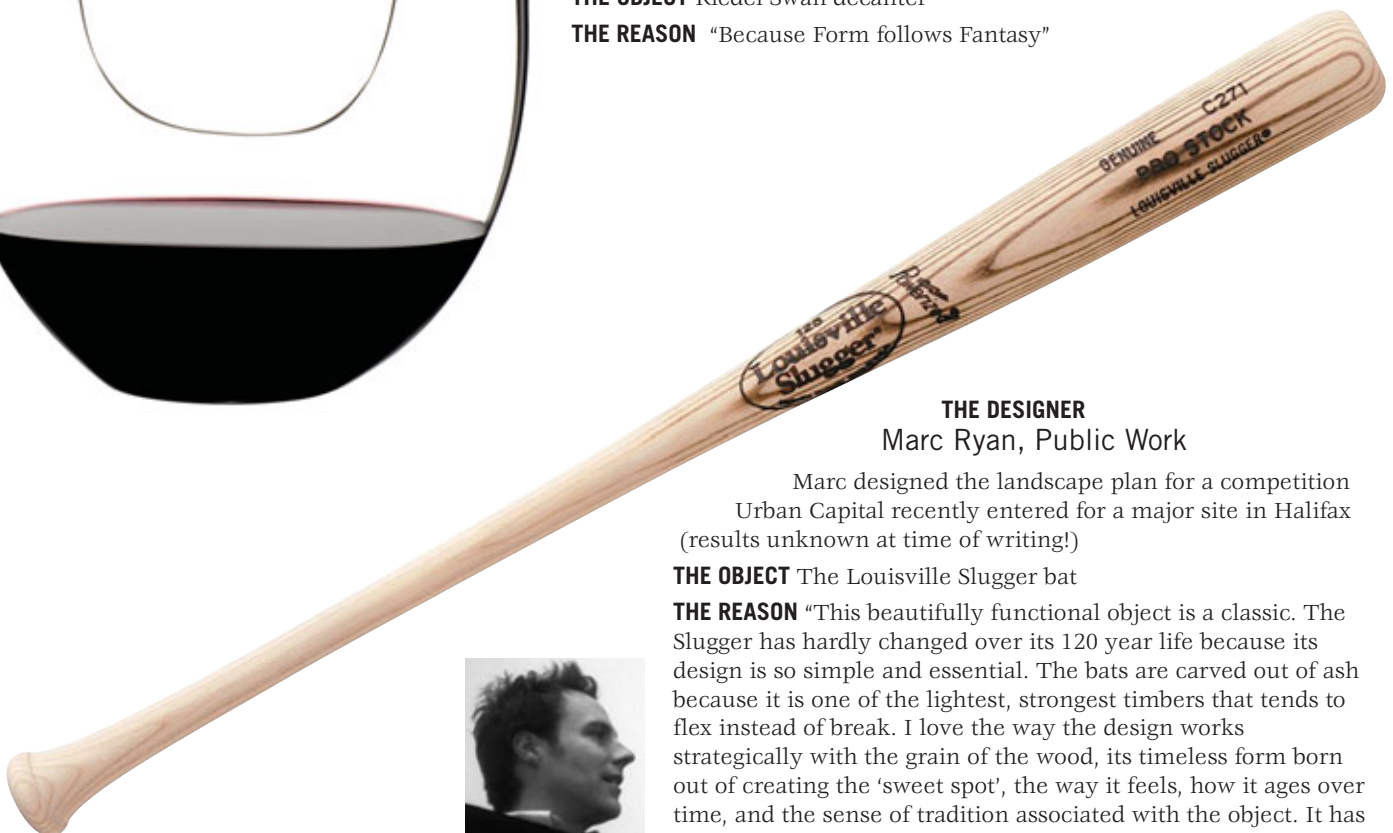 THE OBJECT Riedel Swan decanter
THE REASON “Because Form follows Fantasy”
GENUINE C271
PRO STOCK
LOUISVILLE SLUGGER®
125
Louisville
Slugger®
Powerized
THE DESIGNER
Marc Ryan, Public Work
Marc designed the landscape plan for a competition
Urban Capital recently entered for a major site in Halifax
(results unknown at time of writing!)
THE OBJECT The Louisville Slugger bat
THE REASON “This beautifully functional object is a classic. The
Slugger has hardly changed over its 120 year life because its
design is so simple and essential. The bats are carved out of ash
because it is one of the lightest, strongest timbers that tends to
flex instead of break. I love the way the design works
strategically with the grain of the wood, its timeless form born
out of creating the ‘sweet spot’, the way it feels, how it ages over
time, and the sense of tradition associated with the object. It has